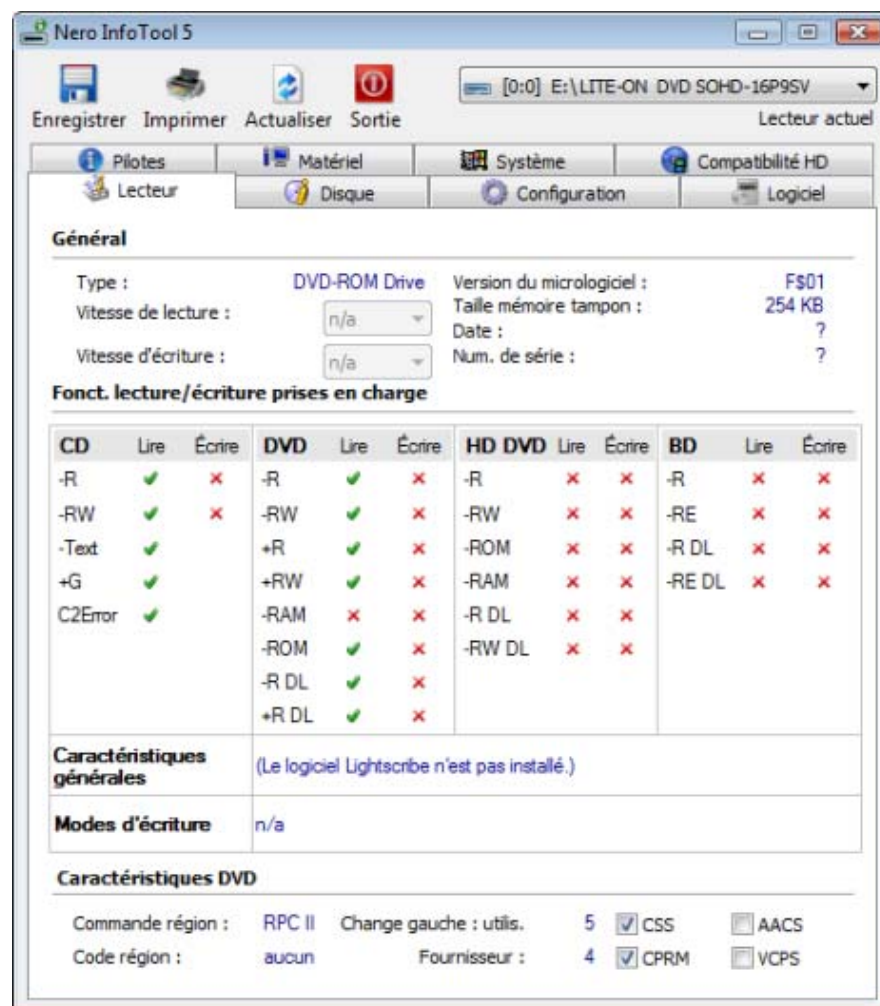 Nero InfoTool 5
[0:0] E:\LITE-ON DVD SOHD-16P9SV
Enregistrer Imprimer Actualiser Sortie Lecteur actuel
Pilotes Matériel Système Compatibilité HD
Lecteur Disque Configuration Logiciel
Général
Type : DVD-ROM Drive Version du micrologiciel : F$01
Vitesse de lecture : n/a Taille mémoire tampon : 254 KB
Date : ?
Vitesse d'écriture : n/a Num. de série : ?
Fonct. lecture/écriture prises en charge
CD Lire Écrire DVD Lire Écrire HD DVD Lire Écrire BD Lire Écrire
-R -R -R -R
-RW -RW -RW -RE
-Text +R -ROM -R DL
+G +RW -RAM -RE DL
C2Error -RAM -R DL
-ROM -RW DL
-R DL
+R DL
Caractéristiques générales (Le logiciel Lightscribe n'est pas installé.)
Modes d'écriture n/a
Caractéristiques DVD
Commande région : RPC II Change gauche : utilis. 5 CSS AACS
Code région : aucun Fournisseur : 4 CPRM VCPS